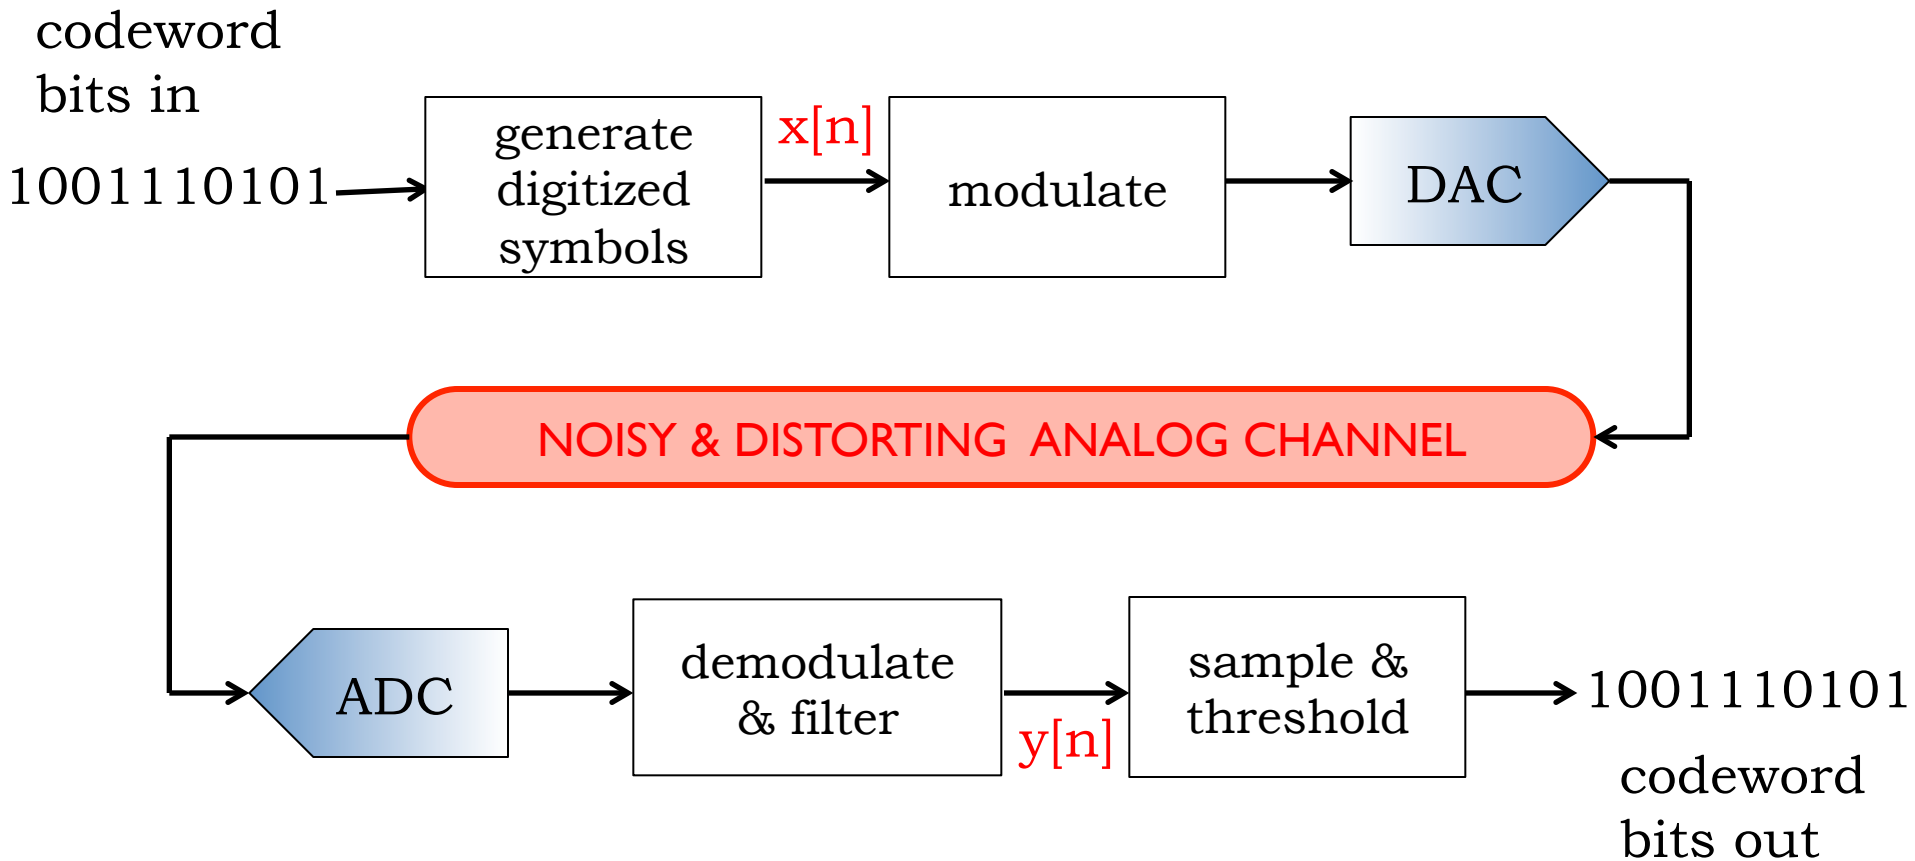 codeword
bits in
1001110101
generate
digitized
symbols
x[n]
modulate
DAC
NOISY & DISTORTING ANALOG CHANNEL
ADC
demodulate
& filter
y[n]
sample &
threshold
1001110101
codeword
bits out